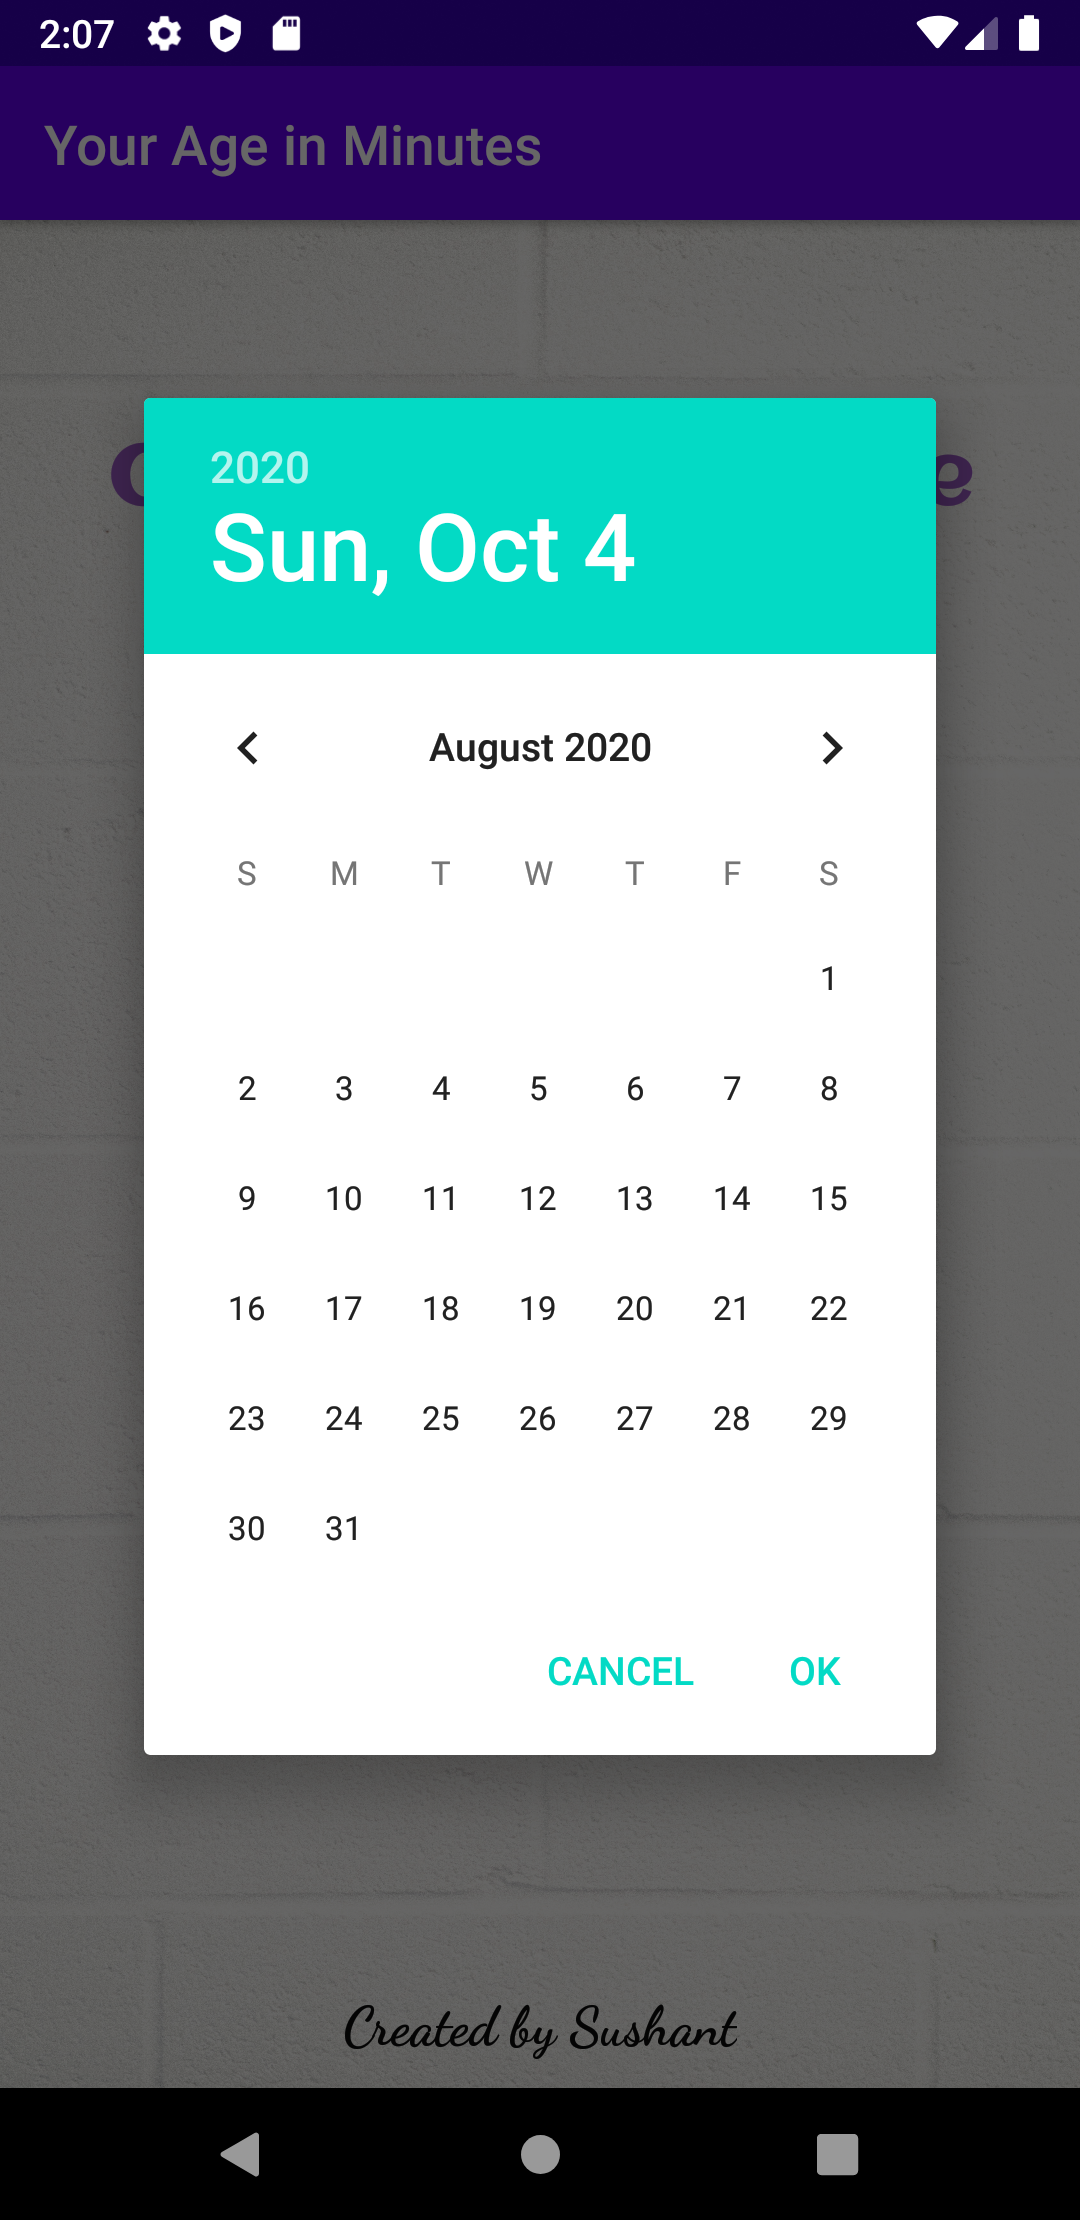 2:07
Your Age in Minutes
2020
Sun, Oct 4
August 2020
S M T W T F S
1
2 3 4 5 6 7 8
9 10 11 12 13 14 15
16 17 18 19 20 21 22
23 24 25 26 27 28 29
30 31
CANCEL OK
Created by Sushant